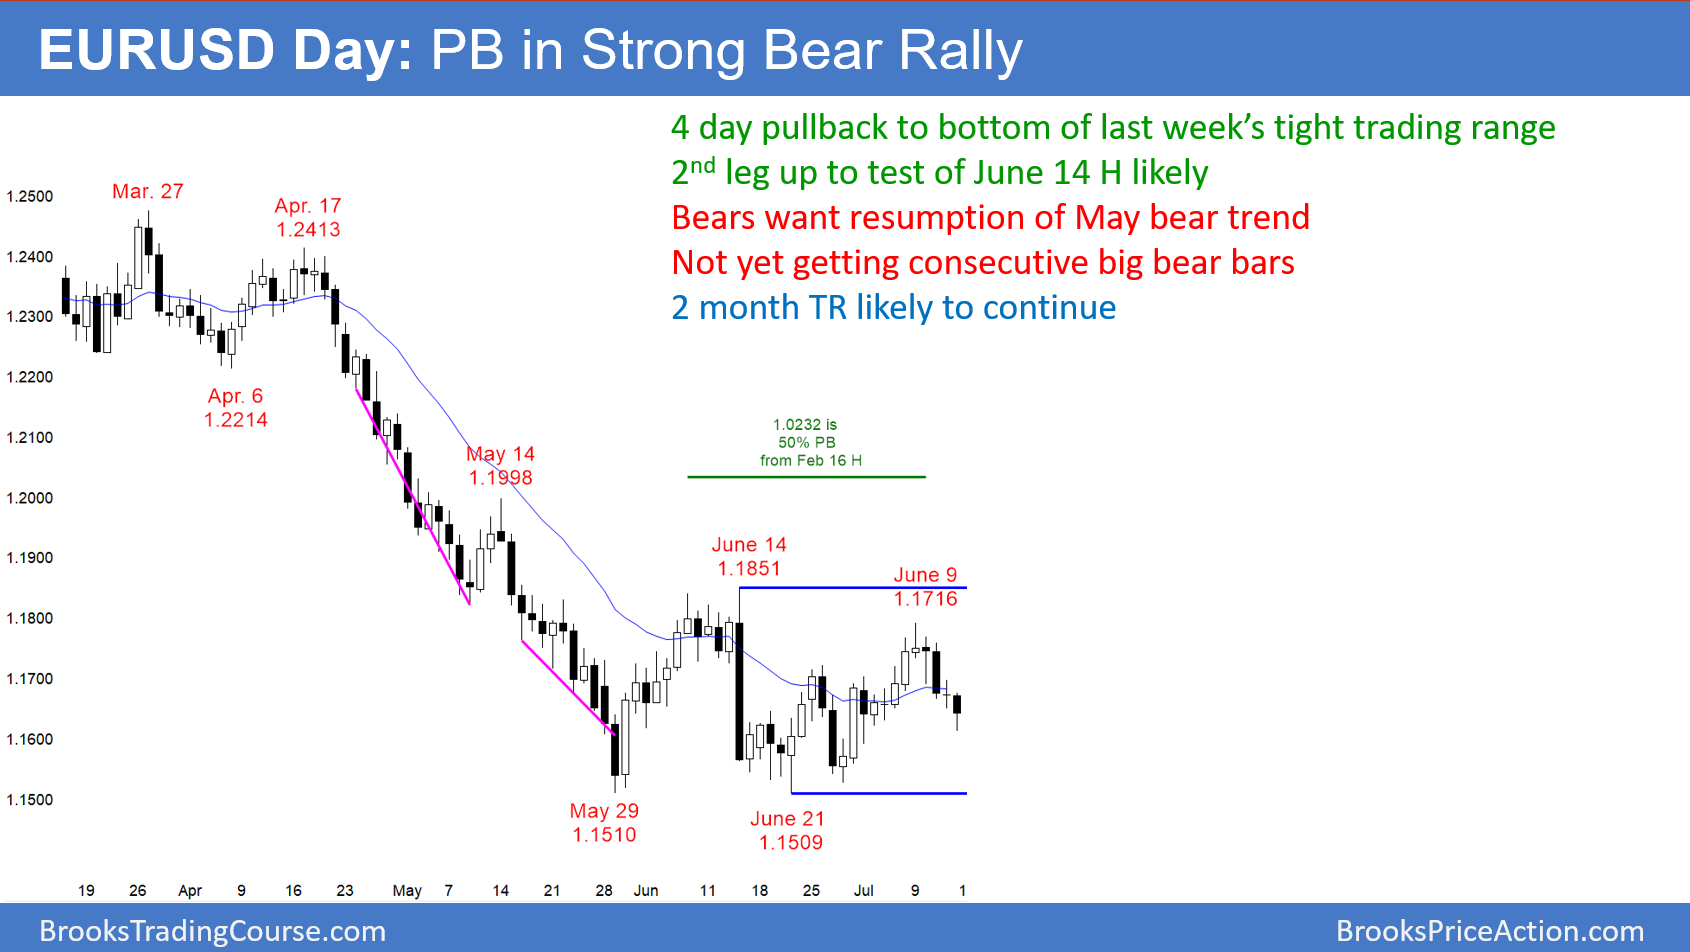 EURUSD Day: PB in Strong Bear Rally
4 day pullback to bottom of last week's tight trading range
2nd leg up to test of June 14 H likely
Bears want resumption of May bear trend
Not yet getting consecutive big bear bars
2 month TR likely to continue
1.2500
1.2400
1.2300
1.2200
1.2100
1.2000
1.1900
1.1800
1.1700
1.1600
1.1500
Mar. 27
Apr. 17
1.2413
Apr. 6
1.2214
May 14
1.1998
1.0232 is
50% PB
from Feb 16 H
June 14
1.1851
June 9
1.1716
May 29
1.1510
June 21
1.1509
19 26 Apr 9 16 23 May 7 14 21 28 Jun 11 18 25 Jul 9 1
BrooksTradingCourse.com
BrooksPriceAction.com